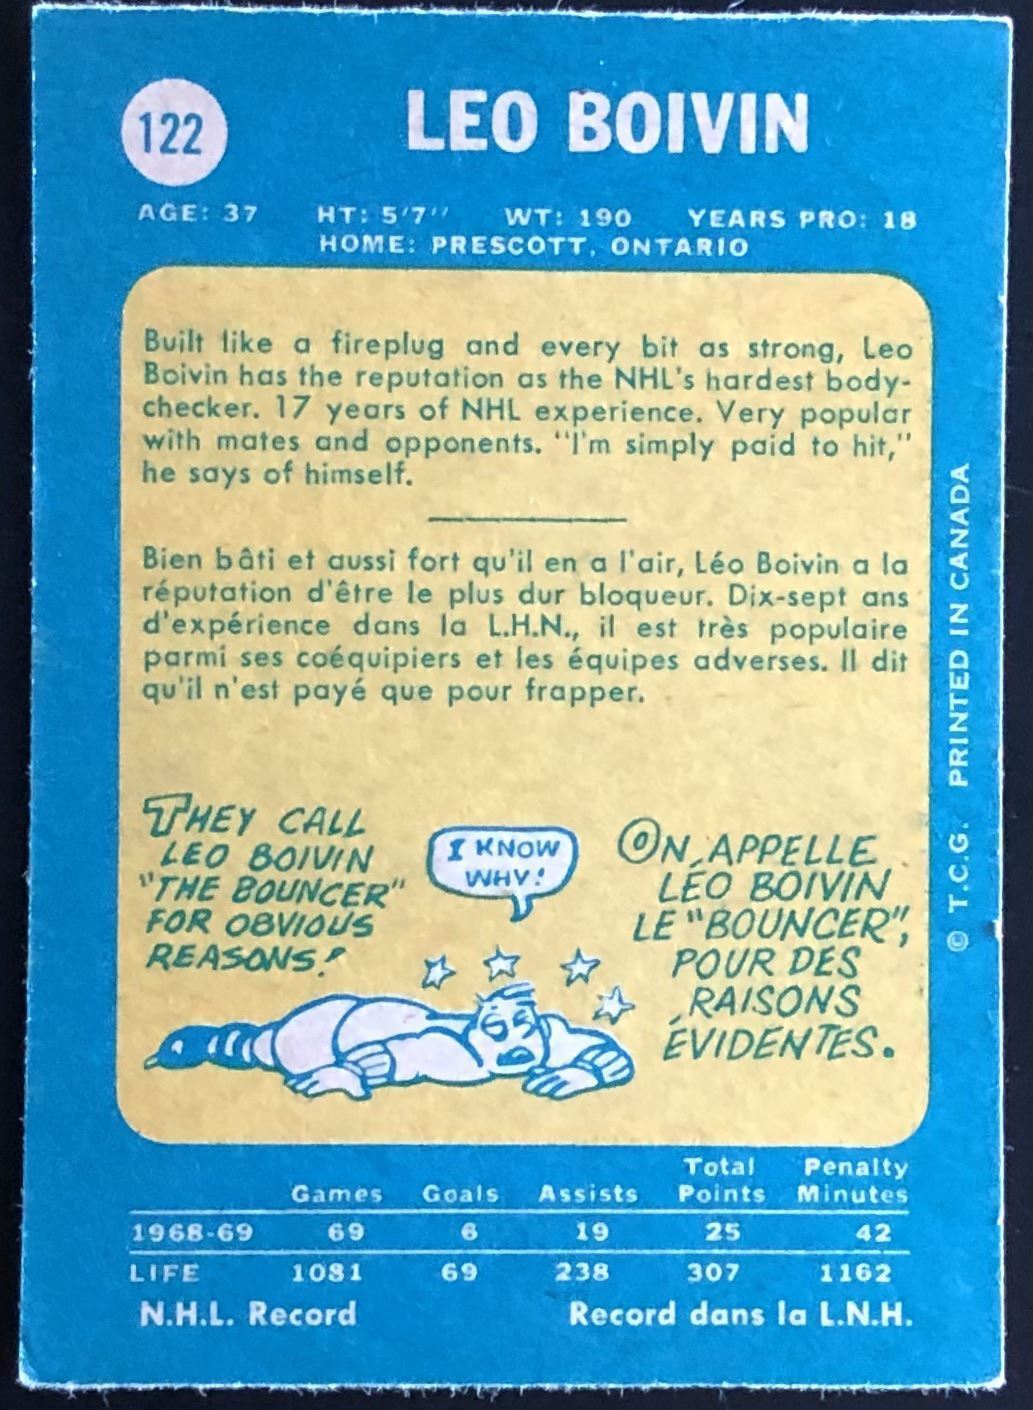 122
LEO BOIVIN
AGE: 37 HT: 5'7" WT: 190 YEARS PRO: 18
HOME: PRESCOTT, ONTARIO
Built like a fireplug and every bit as strong, Leo
Boivin has the reputation as the NHL's hardest body-
checker. 17 years of NHL experience. Very popular
with mates and opponents. "I'm simply paid to hit,"
he says of himself.
Bien bâti et aussi fort qu'il en a l'air, Léo Boivin a la
réputation d'être le plus dur bloqueur. Dix-sept ans
d'expérience dans la L.H.N., il est très populaire
parmi ses coéquipiers et les équipes adverses. Il dit
qu'il n'est payé que pour frapper.
THEY CALL
LEO BOIVIN
"THE BOUNCER"
FOR OBVIOUS
REASONS!
I KNOW
WHY!
ON APPELLE
LÉO BOIVIN
LE "BOUNCER",
POUR DES
RAISONS
ÉVIDENTES.
© T.C.G. PRINTED IN CANADA
Games Goals Assists Total Points Penalty Minutes
1968-69 69 6 19 25 42
LIFE 1081 69 238 307 1162
N.H.L. Record Record dans la L.N.H.